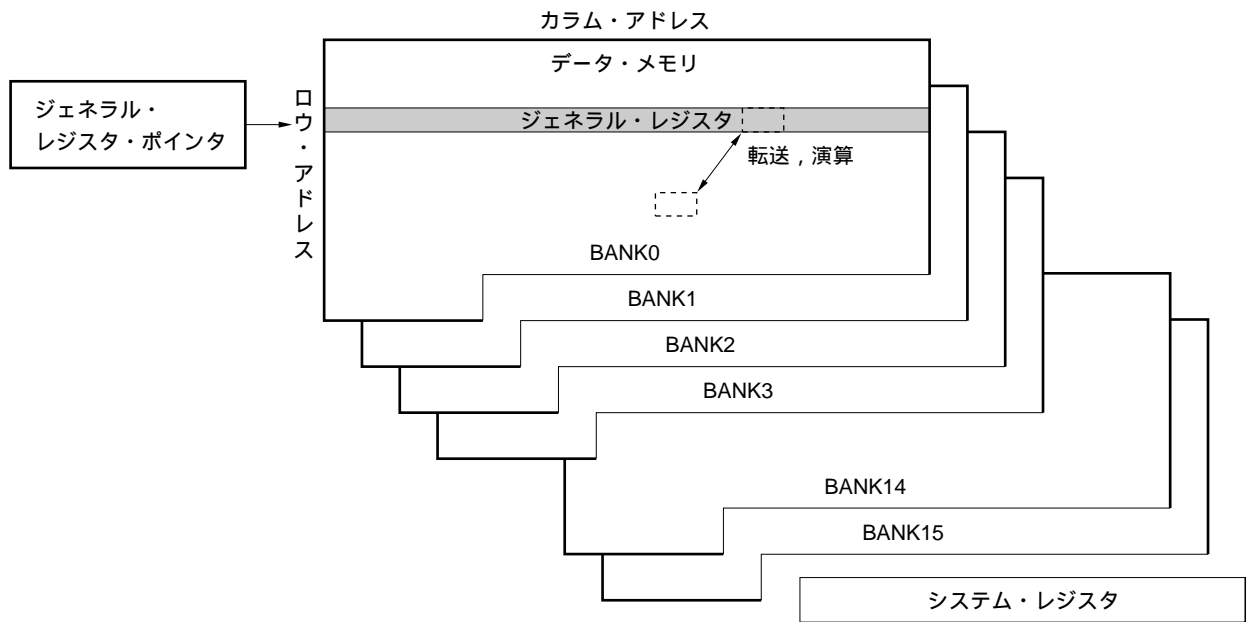 カラム・アドレス
データ・メモリ
ジェネラル・
レジスタ・ポインタ
ロウ・アドレス
ジェネラル・レジスタ
転送,演算
BANK0
BANK1
BANK2
BANK3
BANK14
BANK15
システム・レジスタ